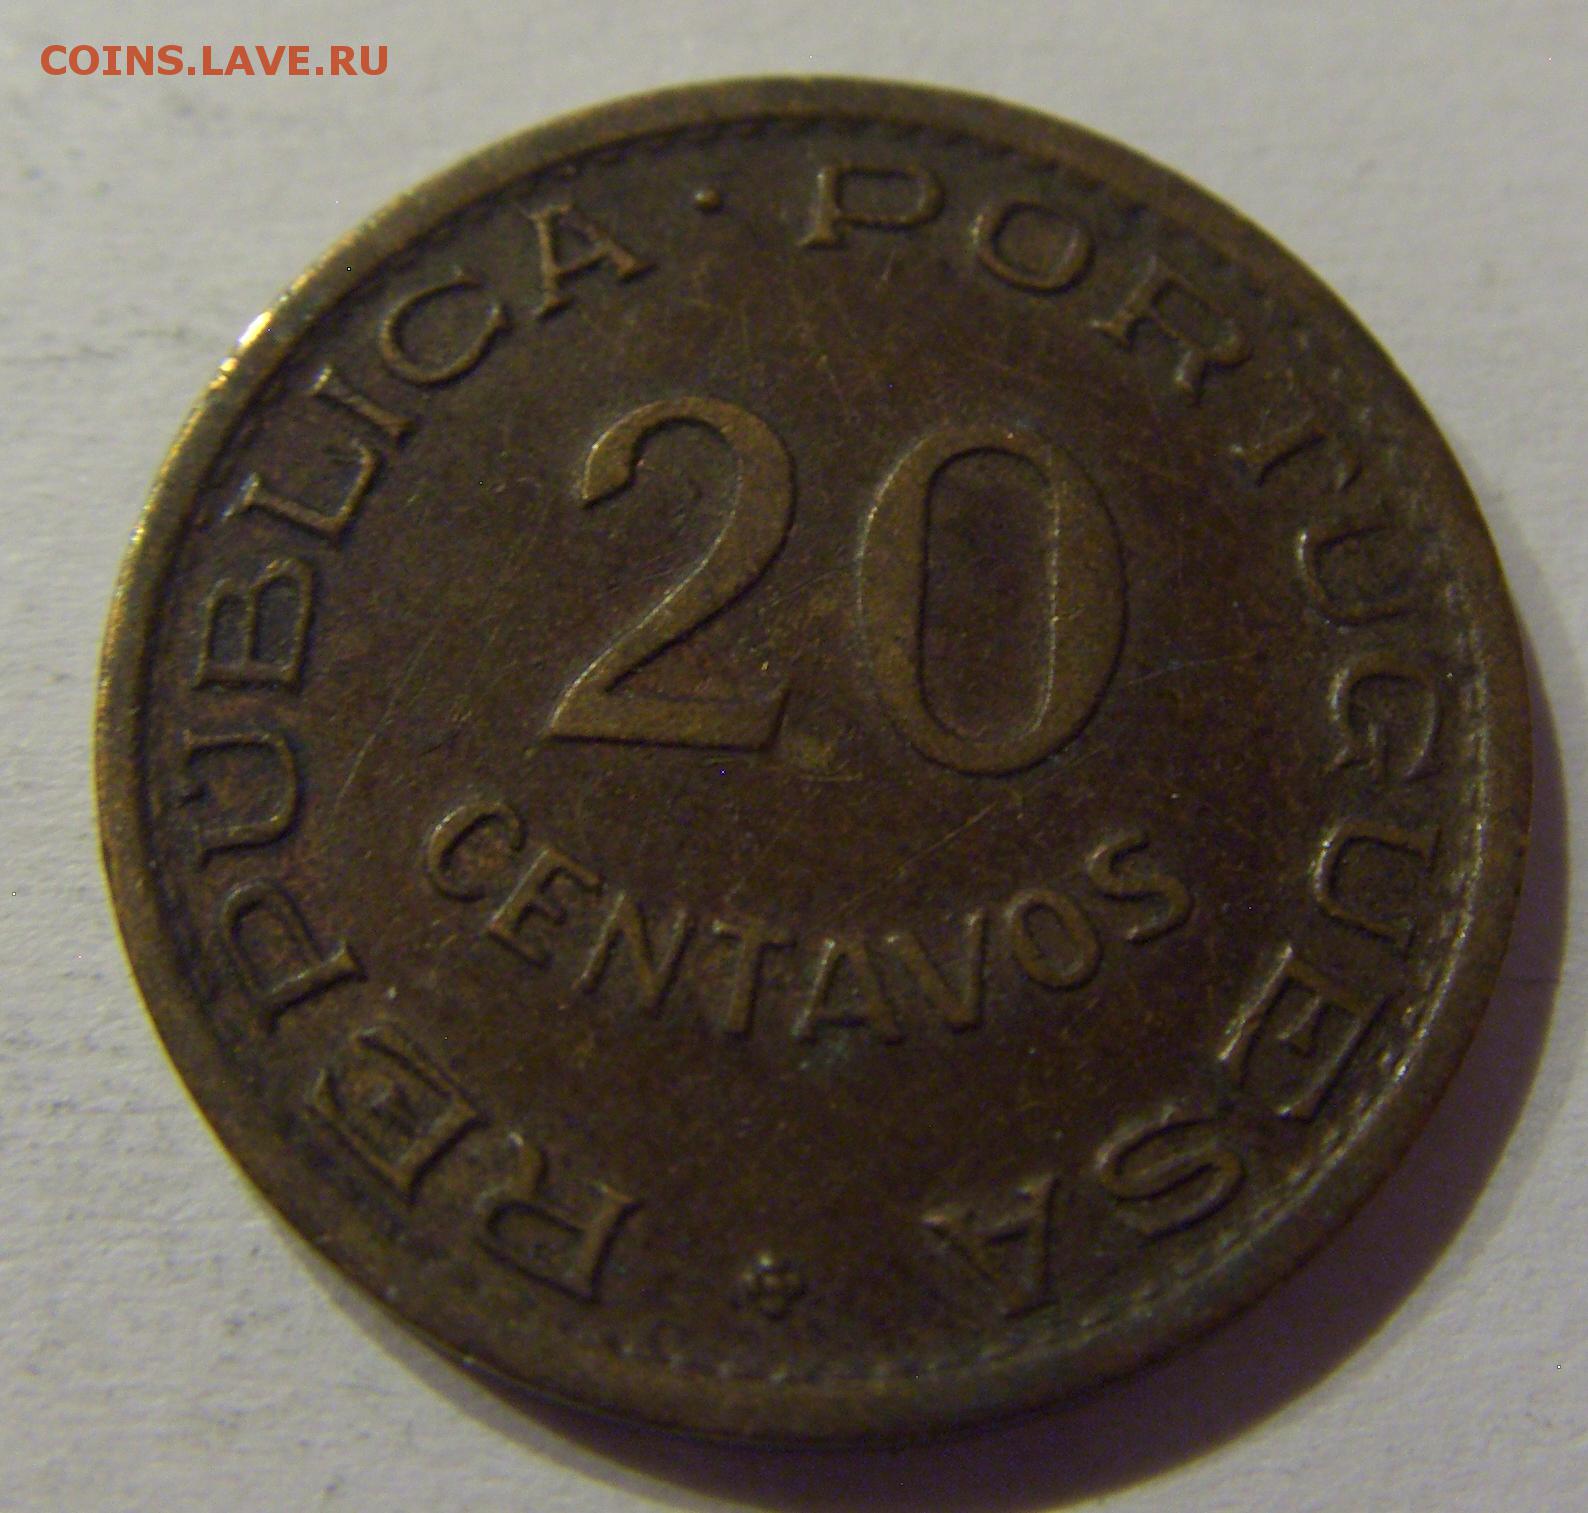 COINS.LAVE.RU
REPUBLICA · PORTUGUESA
20
CENTAVOS